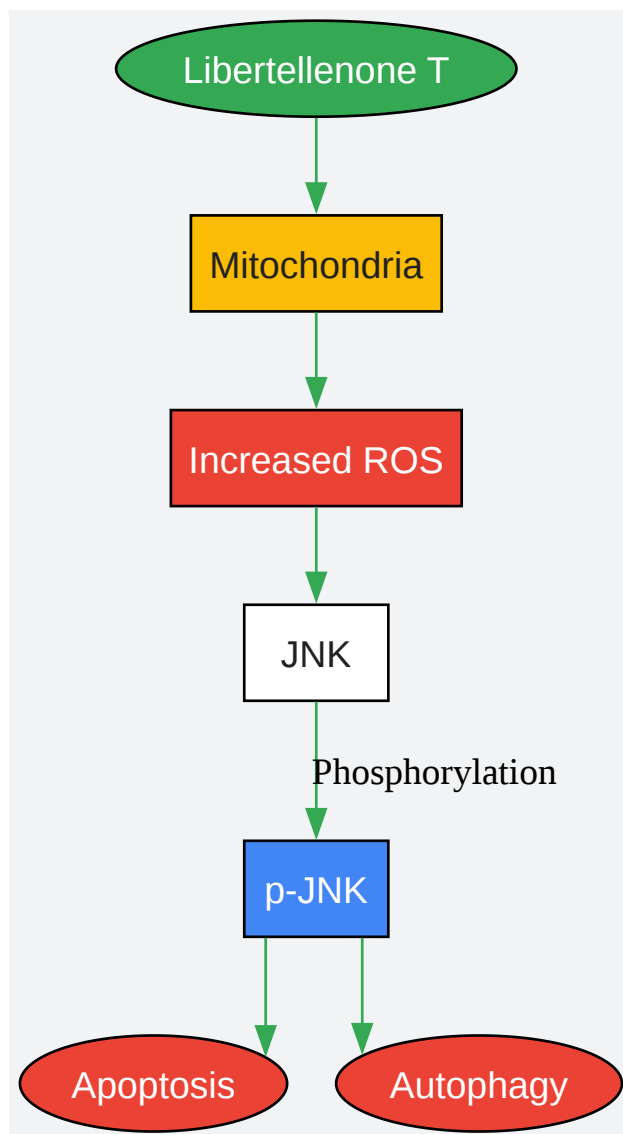 Libertellenone T
Mitochondria
Increased ROS
JNK
Phosphorylation
p-JNK
Apoptosis
Autophagy